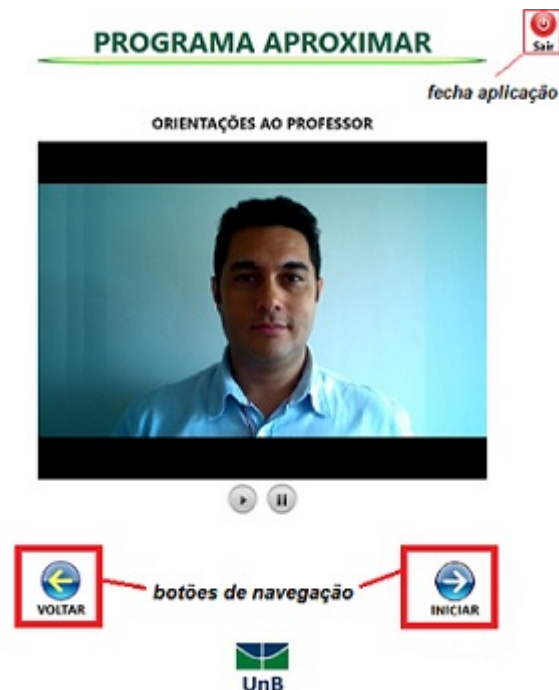 PROGRAMA APROXIMAR
Sair
fecha aplicação
ORIENTAÇÕES AO PROFESSOR
botões de navegação
VOLTAR
INICIAR
UnB